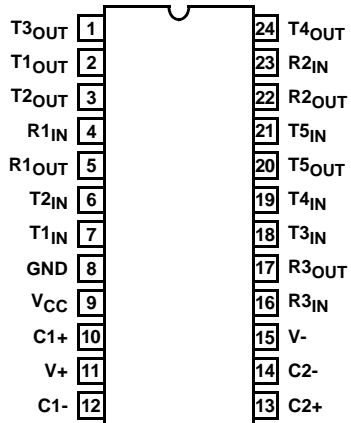 T3OUT 1 24 T4OUT
T1OUT 2 23 R2IN
T2OUT 3 22 R2OUT
R1IN 4 21 T5IN
R1OUT 5 20 T5OUT
T2IN 6 19 T4IN
T1IN 7 18 T3IN
GND 8 17 R3OUT
VCC 9 16 R3IN
C1+ 10 15 V-
V+ 11 14 C2-
C1- 12 13 C2+